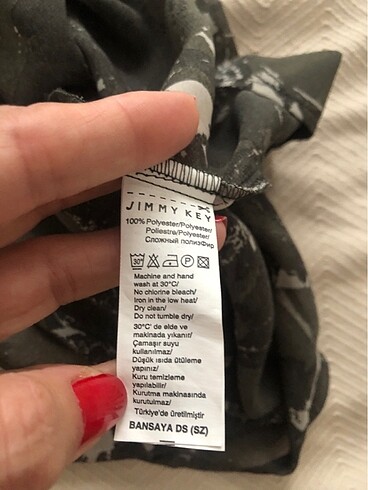 JIMMY KEY
100% Polyester/Polyester/
Poliestre/Polyester/
Сложный полиэфир
30°
P
Machine and hand
wash at 30°C/
No chlorine bleach/
Iron in the low heat/
Dry clean/
Do not tumble dry/
30°C' de elde ve
makinada yıkanır/
Çamaşır suyu
kullanılmaz/
Düşük ısıda ütüleme
yapınız/
Kuru temizleme
yapılabilir/
Kurutma makinasında
kurutulmaz/
Türkiye'de üretilmiştir
BANSAYA DS (SZ)